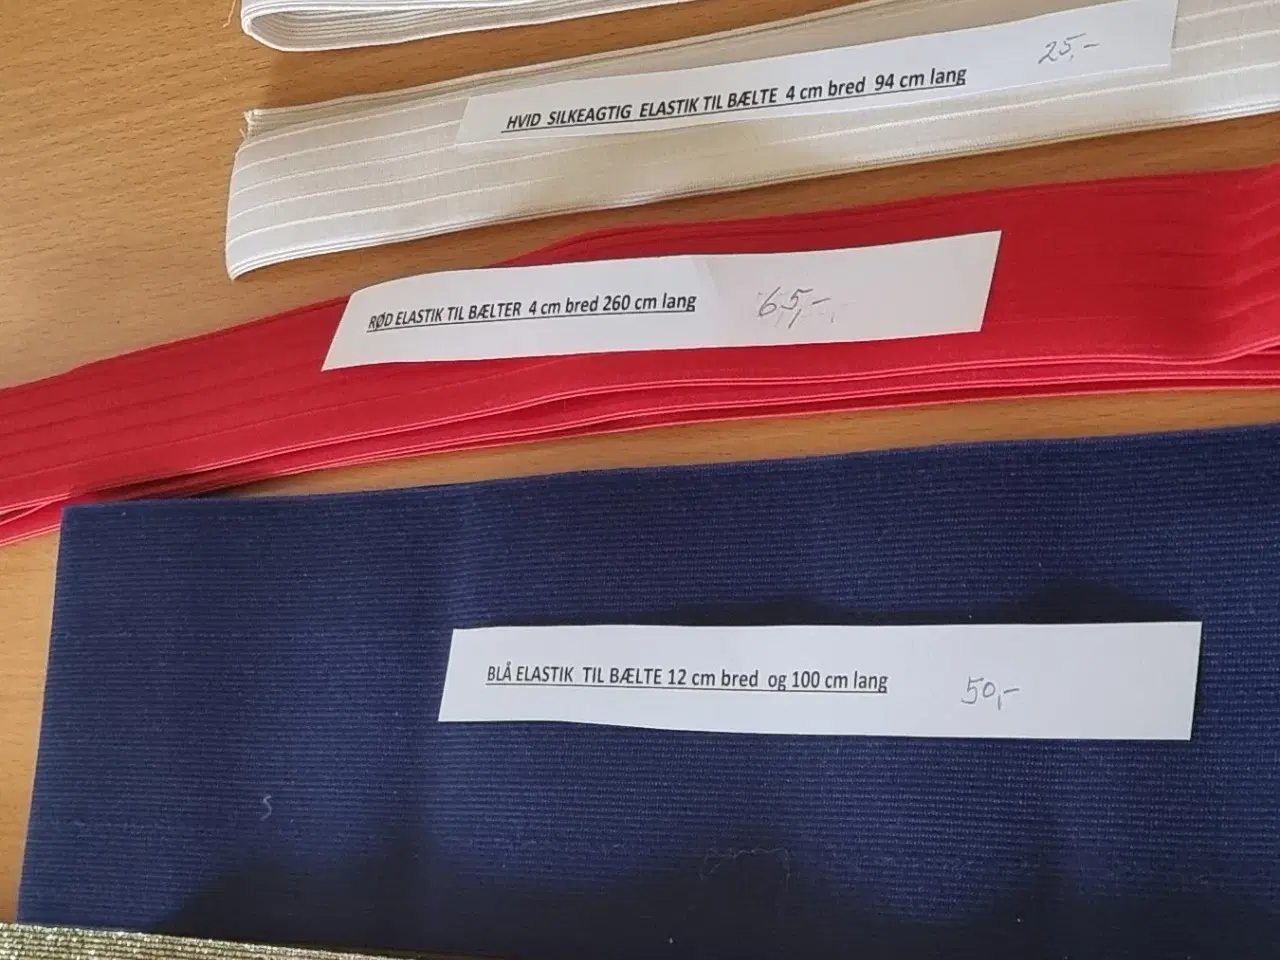 HVID SILKEAGTIG ELASTIK TIL BÆLTE 4 cm bred 94 cm lang 25,-
RØD ELASTIK TIL BÆLTER 4 cm bred 260 cm lang 65,-
BLÅ ELASTIK TIL BÆLTE 12 cm bred og 100 cm lang 50,-